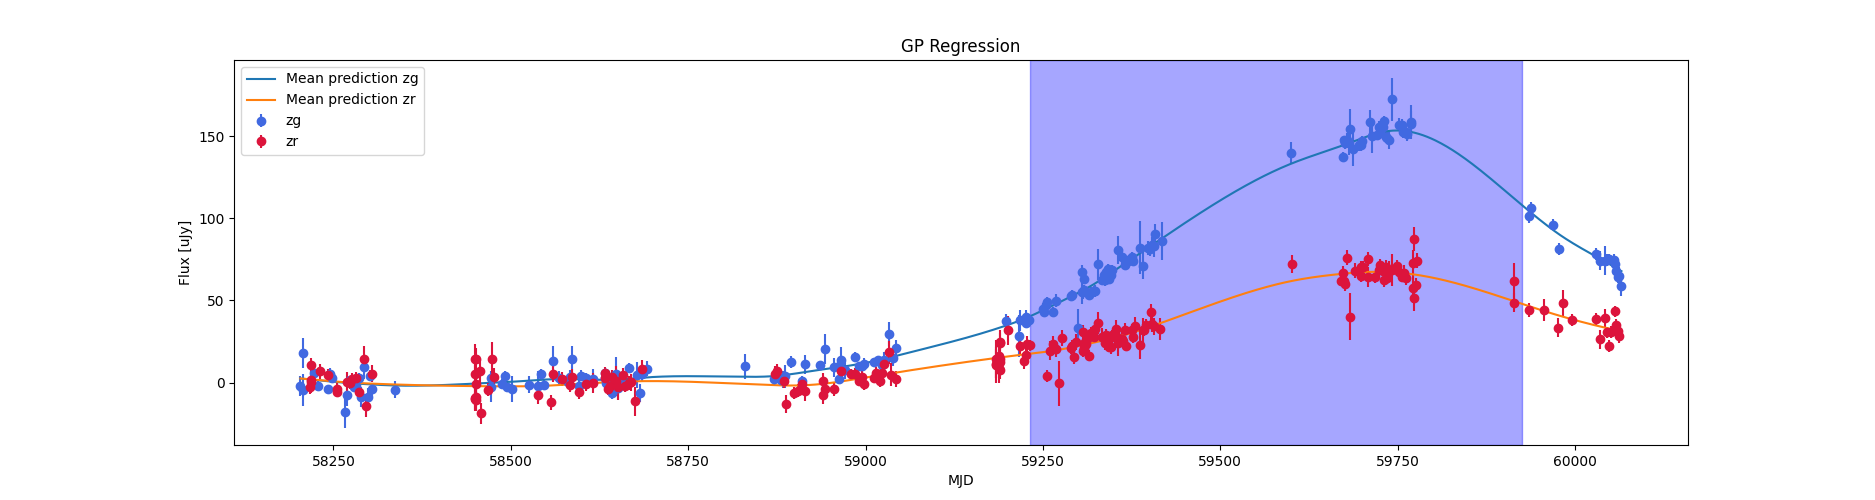 GP Regression
Mean prediction zg
Mean prediction zr
zg
zr
150
100
50
0
Flux [uJy]
58250 58500 58750 59000 59250 59500 59750 60000
MJD